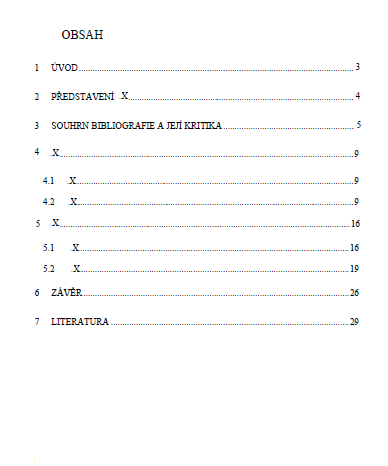 OBSAH
1 ÚVOD 3
2 PŘEDSTAVENÍ .X 4
3 SOUHRN BIBLIOGRAFIE A JEJÍ KRITIKA 5
4 .X 9
4.1 .X 9
4.2 .X 9
5 .X 16
5.1 .X 16
5.2 .X 19
6 ZÁVĚR 26
7 LITERATURA 29